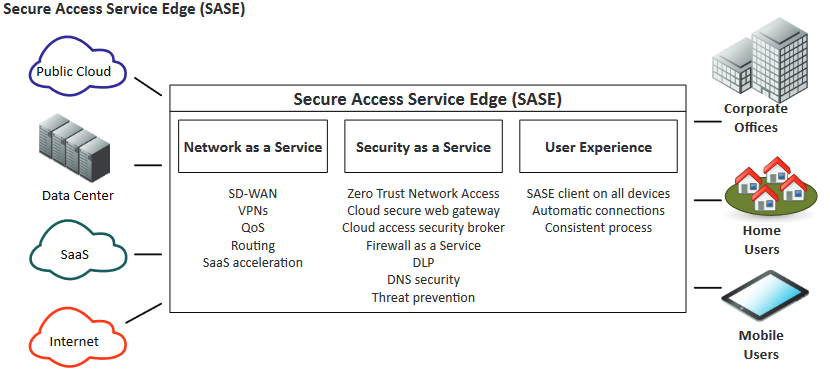 Secure Access Service Edge (SASE)
Public Cloud
Data Center
SaaS
Internet
Secure Access Service Edge (SASE)
Network as a Service
SD-WAN
VPNs
QoS
Routing
SaaS acceleration
Security as a Service
Zero Trust Network Access
Cloud secure web gateway
Cloud access security broker
Firewall as a Service
DLP
DNS security
Threat prevention
User Experience
SASE client on all devices
Automatic connections
Consistent process
Corporate
Offices
Home
Users
Mobile
Users